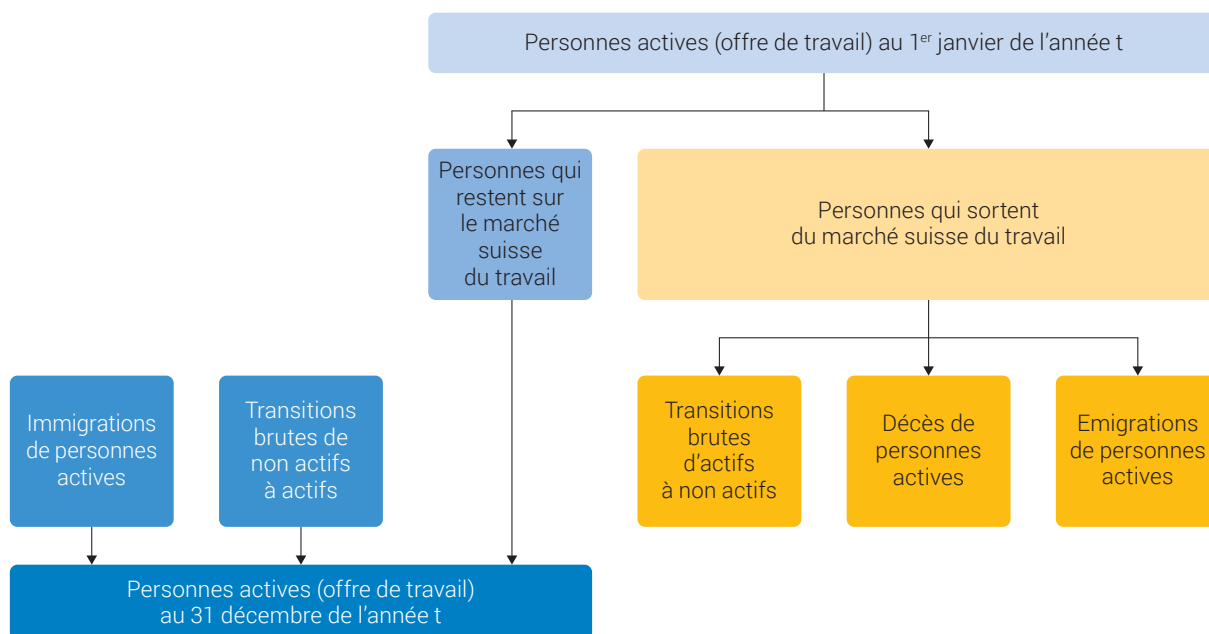 Personnes actives (offre de travail) au 1er janvier de l’année t
Personnes qui
restent sur
le marché
suisse
du travail
Personnes qui sortent
du marché suisse du travail
Immigrations
de personnes
actives
Transitions
brutes de
non actifs
à actifs
Transitions
brutes
d’actifs
à non actifs
Décès de
personnes
actives
Emigrations
de personnes
actives
Personnes actives (offre de travail)
au 31 décembre de l’année t